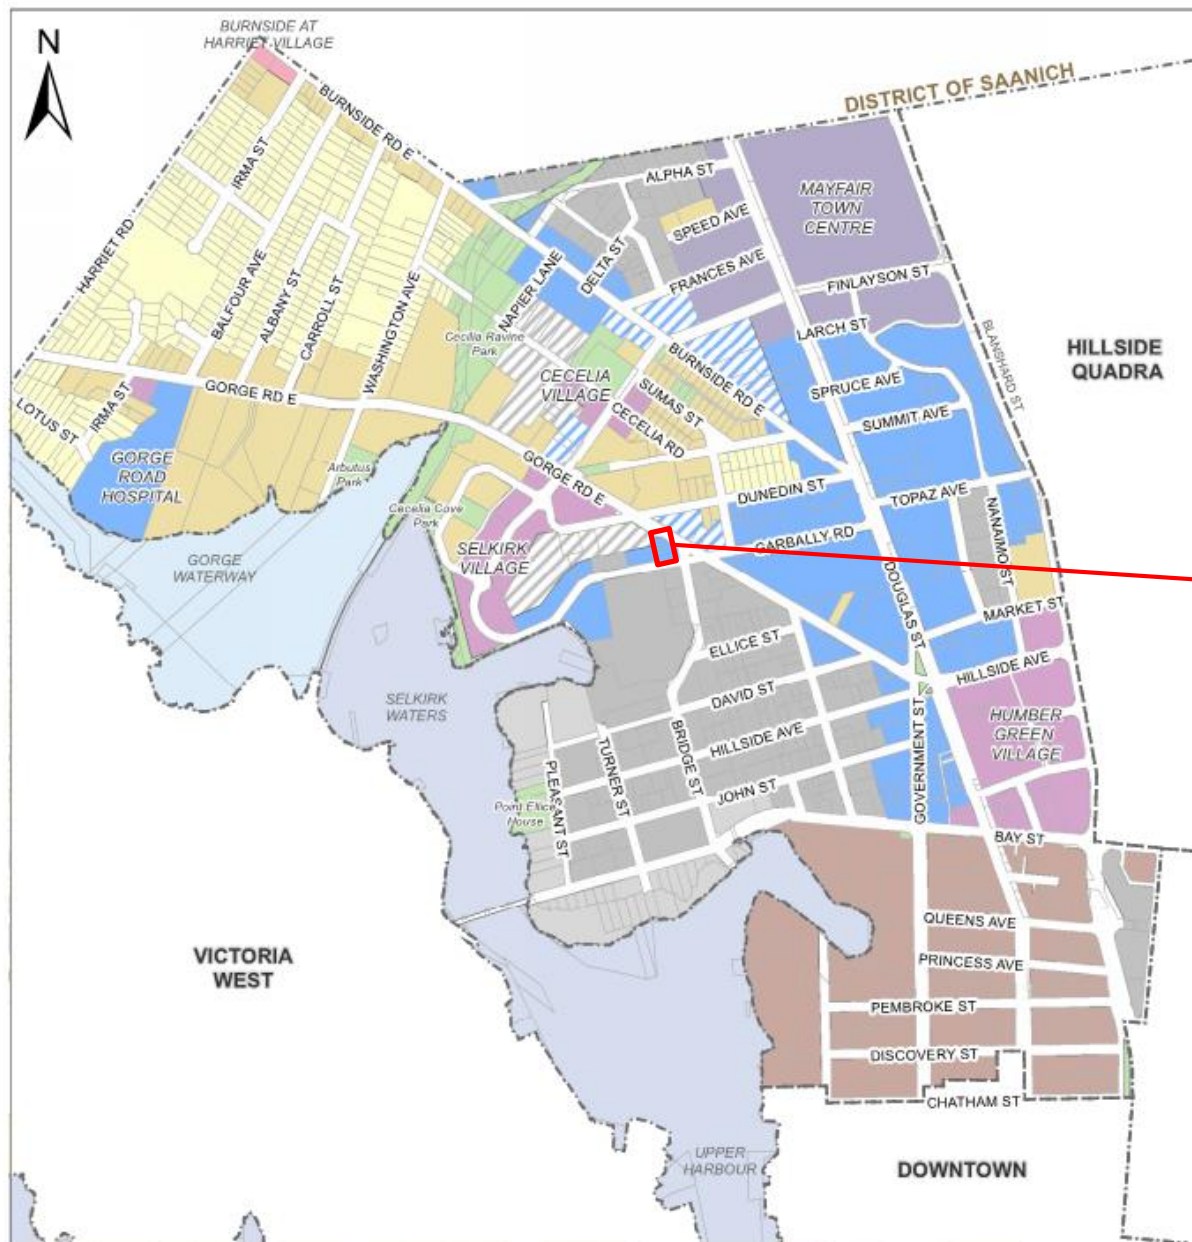 BURNSIDE AT
HARRIET VILLAGE
N
DISTRICT OF SAANICH
BURNSIDE RD E
IRMA ST
ALPHA ST
MAYFAIR
TOWN
CENTRE
SPEED AVE
HARRIET RD
BALFOUR AVE
ALBANY ST
CARROLL ST
WASHINGTON AVE
NAPIER LANE
DELTA ST
FRANCES AVE
FINLAYSON ST
LARCH ST
BLANSHARD ST
HILLSIDE
QUADRA
Cecilia Ravine
Park
CECELIA
VILLAGE
BURNSIDE RD E
SUMAS ST
CECELIA RD
SPRUCE AVE
SUMMIT AVE
GORGE RD E
LOTUS ST
IRMA ST
GORGE
ROAD
HOSPITAL
Arbutus
Park
GORGE RD E
Cecelia Cove
Park
DUNEDIN ST
TOPAZ AVE
NANAIMO ST
GARBALLY RD
SELKIRK
VILLAGE
GORGE
WATERWAY
DOUGLAS ST
MARKET ST
ELLICE ST
HILLSIDE AVE
DAVID ST
SELKIRK
WATERS
HILLSIDE AVE
BRIDGE ST
TURNER ST
PLEASANT ST
JOHN ST
GOVERNMENT ST
HUMBER
GREEN
VILLAGE
Point Ellice
House
BAY ST
QUEENS AVE
PRINCESS AVE
VICTORIA
WEST
PEMBROKE ST
DISCOVERY ST
CHATHAM ST
UPPER
HARBOUR
DOWNTOWN